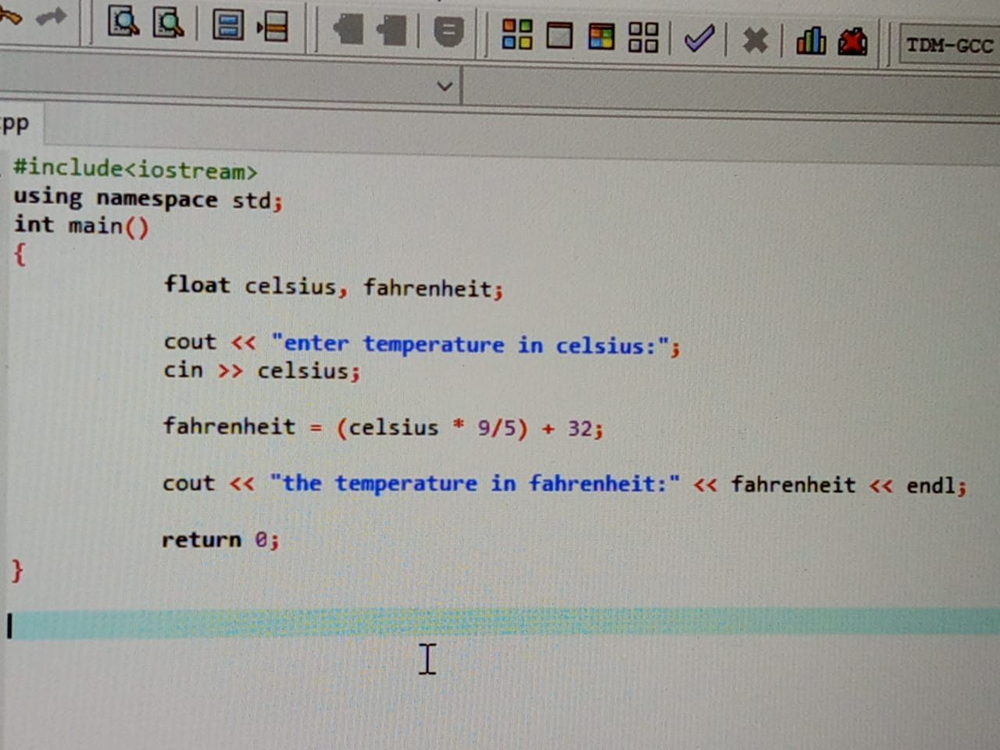 TDM-GCC
pp
#include<iostream>
using namespace std;
int main()
{
float celsius, fahrenheit;
cout << "enter temperature in celsius:";
cin >> celsius;
fahrenheit = (celsius * 9/5) + 32;
cout << "the temperature in fahrenheit:" << fahrenheit << endl;
return 0;
}